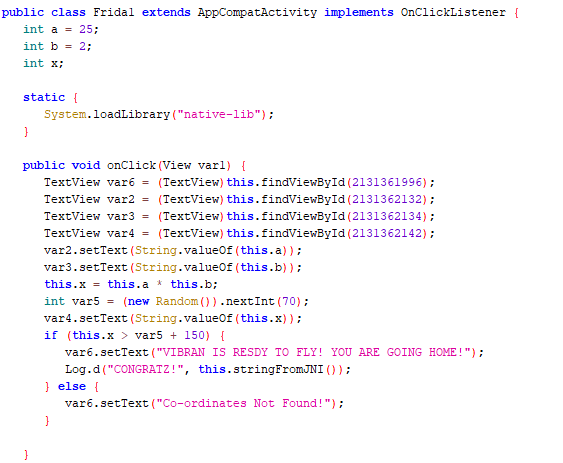 public class Fridal extends AppCompatActivity implements OnClickListener {
int a = 25;
int b = 2;
int x;
static {
System.loadLibrary("native-lib");
}
public void onClick(View var1) {
TextView var6 = (TextView)this.findViewById(2131361996);
TextView var2 = (TextView)this.findViewById(2131362132);
TextView var3 = (TextView)this.findViewById(2131362134);
TextView var4 = (TextView)this.findViewById(2131362142);
var2.setText(String.valueOf(this.a));
var3.setText(String.valueOf(this.b));
this.x = this.a * this.b;
int var5 = (new Random()).nextInt(70);
var4.setText(String.valueOf(this.x));
if (this.x > var5 + 150) {
var6.setText("VIBRAN IS RESDY TO FLY! YOU ARE GOING HOME!");
Log.d("CONGRATZ!", this.stringFromJNI());
} else {
var6.setText("Co-ordinates Not Found!");
}
}